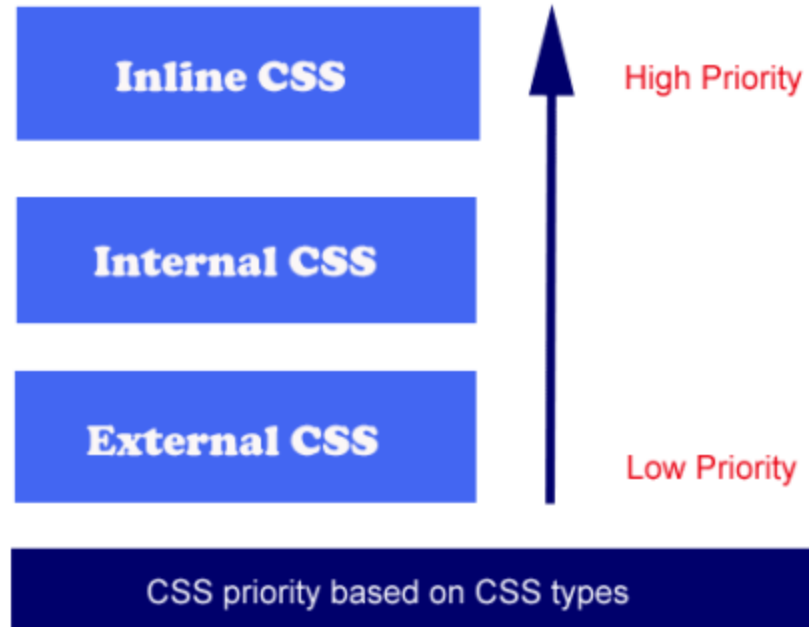 Inline CSS
High Priority
Internal CSS
External CSS
Low Priority
CSS priority based on CSS types